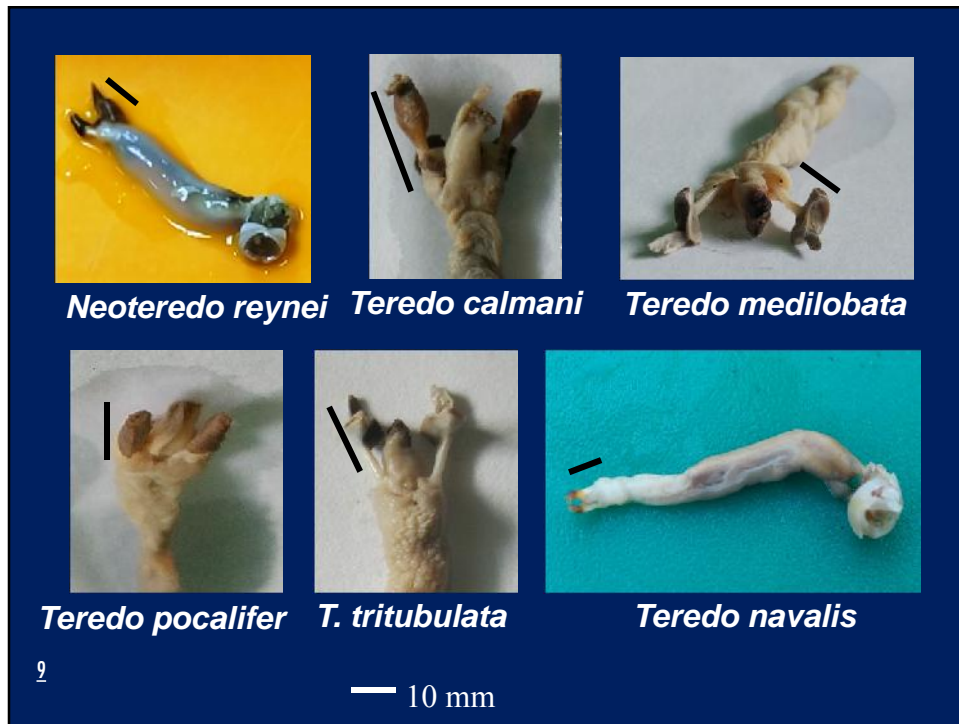 Neoteredo reynei
Teredo calmani
Teredo medilobata
Teredo pocalifer
T. tritubulata
Teredo navalis
9
10 mm